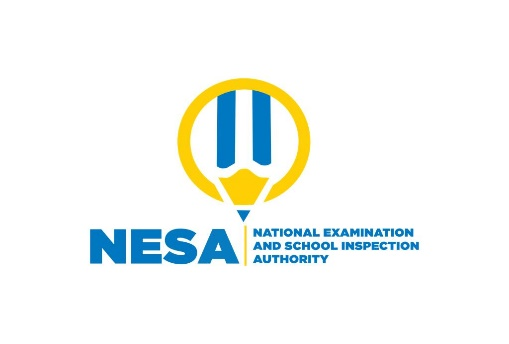 NESA
NATIONAL EXAMINATION
AND SCHOOL INSPECTION
AUTHORITY